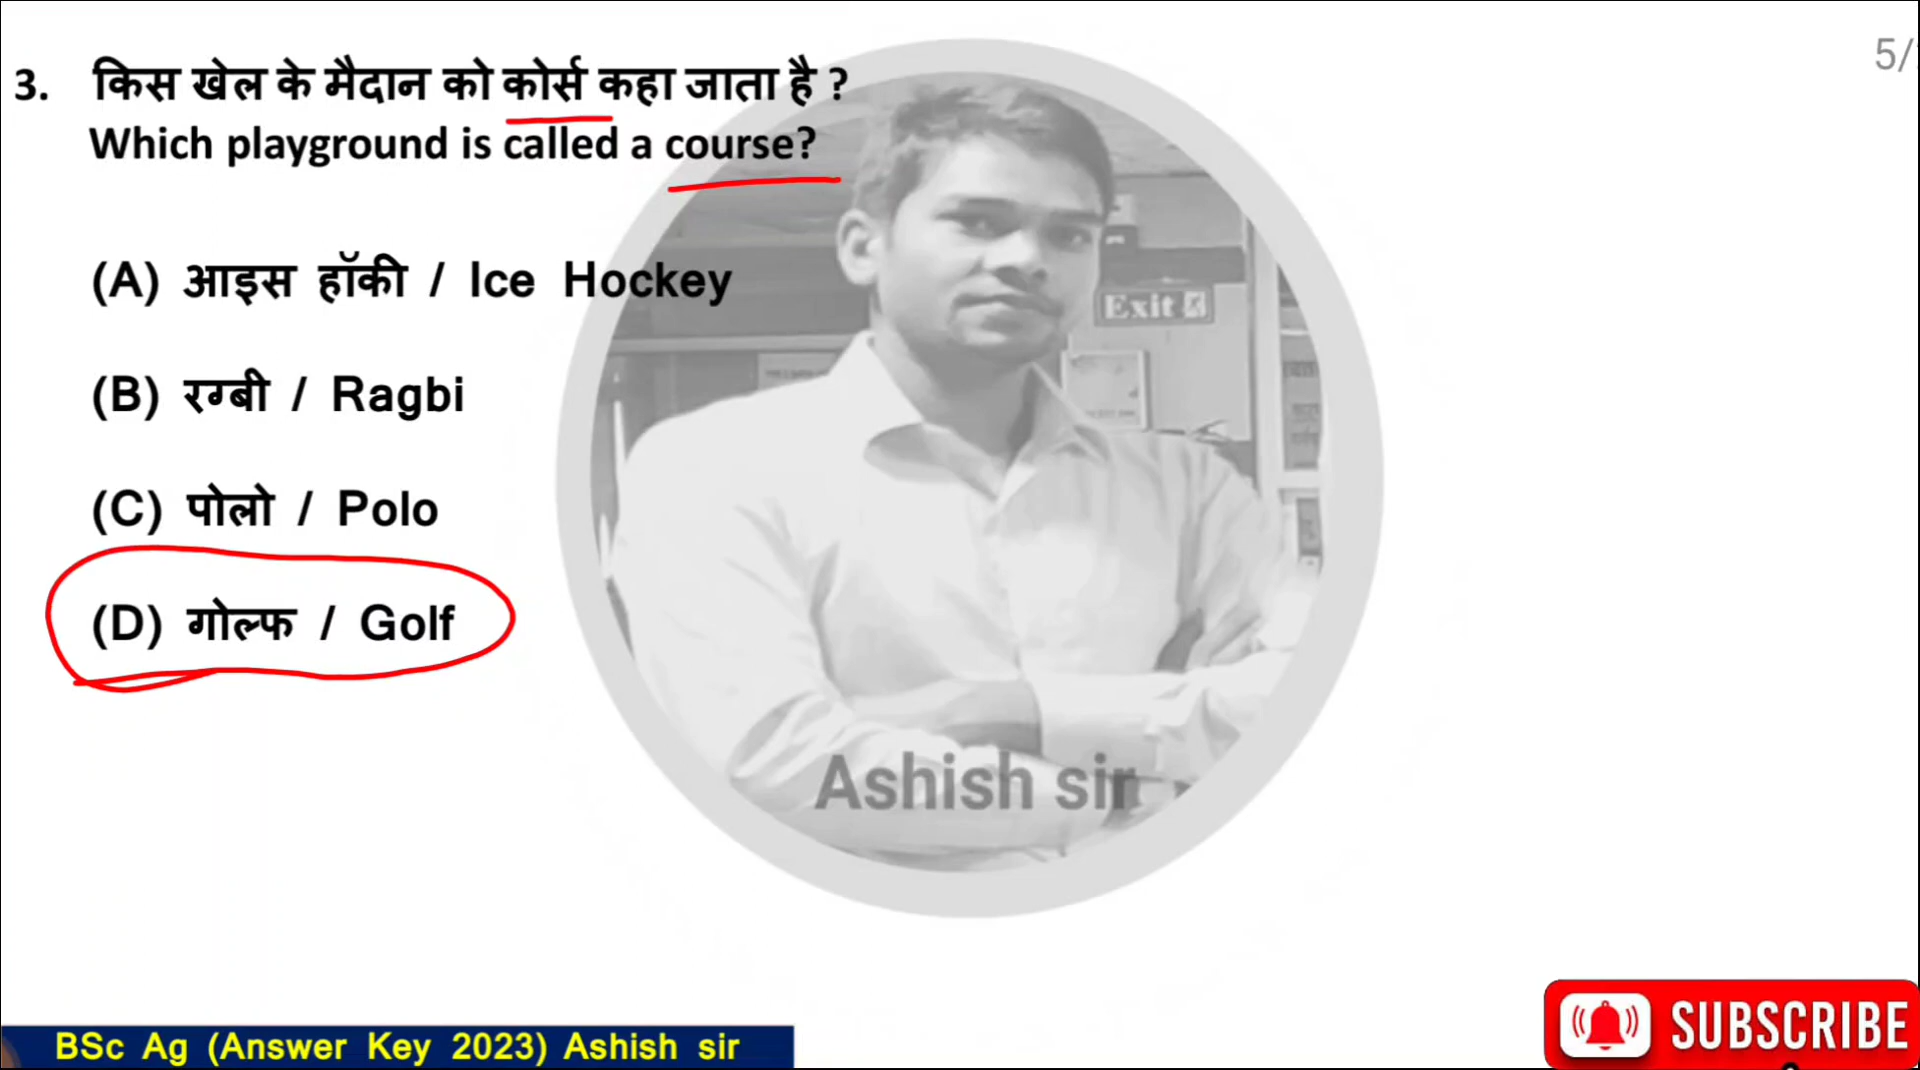 5/
3. किस खेल के मैदान को कोर्स कहा जाता है ?
Which playground is called a course?
(A) आइस हॉकी / Ice Hockey
Exit
(B) रग्बी / Ragbi
(C) पोलो / Polo
(D) गोल्फ / Golf
Ashish sir
BSc Ag (Answer Key 2023) Ashish sir
SUBSCRIBE